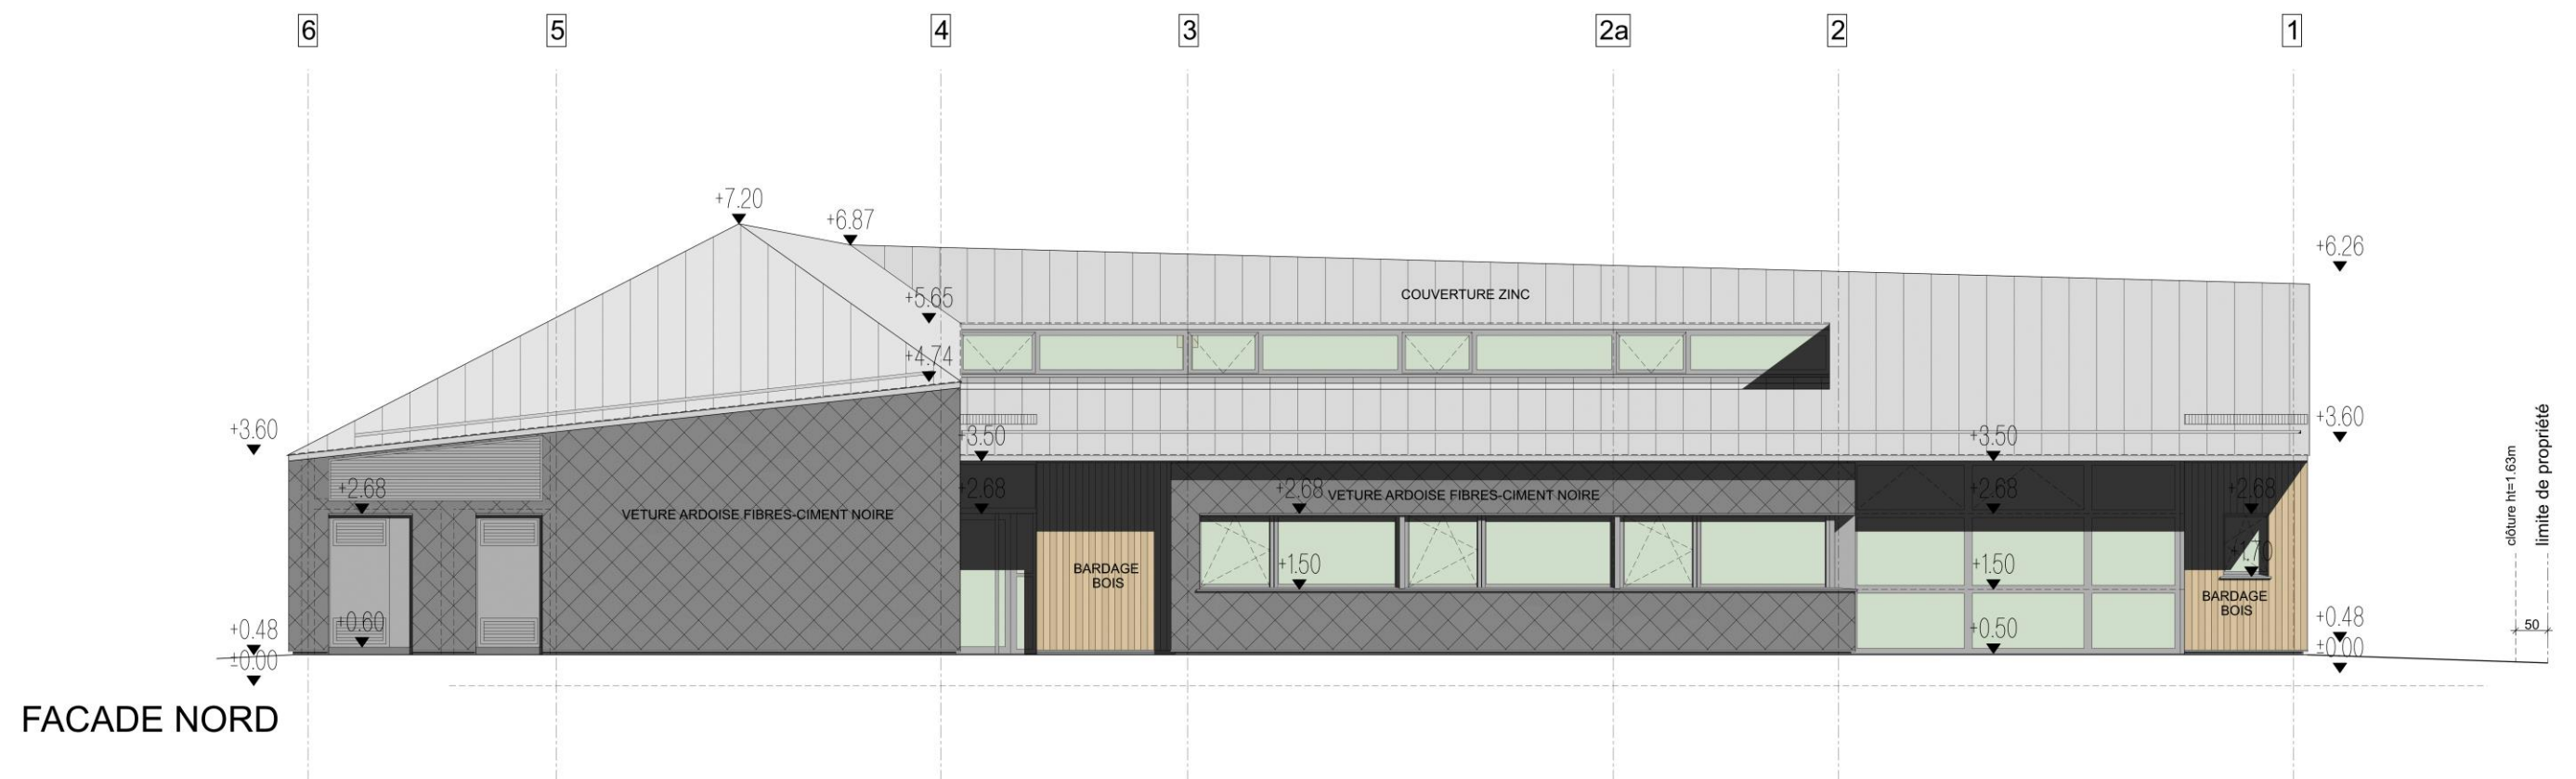 6 5 4 3 2a 2 1
+7.20
+6.87
+6.26
+5.65
COUVERTURE ZINC
+4.74
+3.60
+3.60
+3.50
+3.50
+2.68
+2.68
+2.68
+2.68
+2.68
VETURE ARDOISE FIBRES-CIMENT NOIRE
VETURE ARDOISE FIBRES-CIMENT NOIRE
+1.50
+1.50
+1.70
BARDAGE
BOIS
BARDAGE
BOIS
+0.60
+0.50
+0.48
±0.00
+0.48
±0.00
clôture ht=1.63m
limite de propriété
50
FACADE NORD